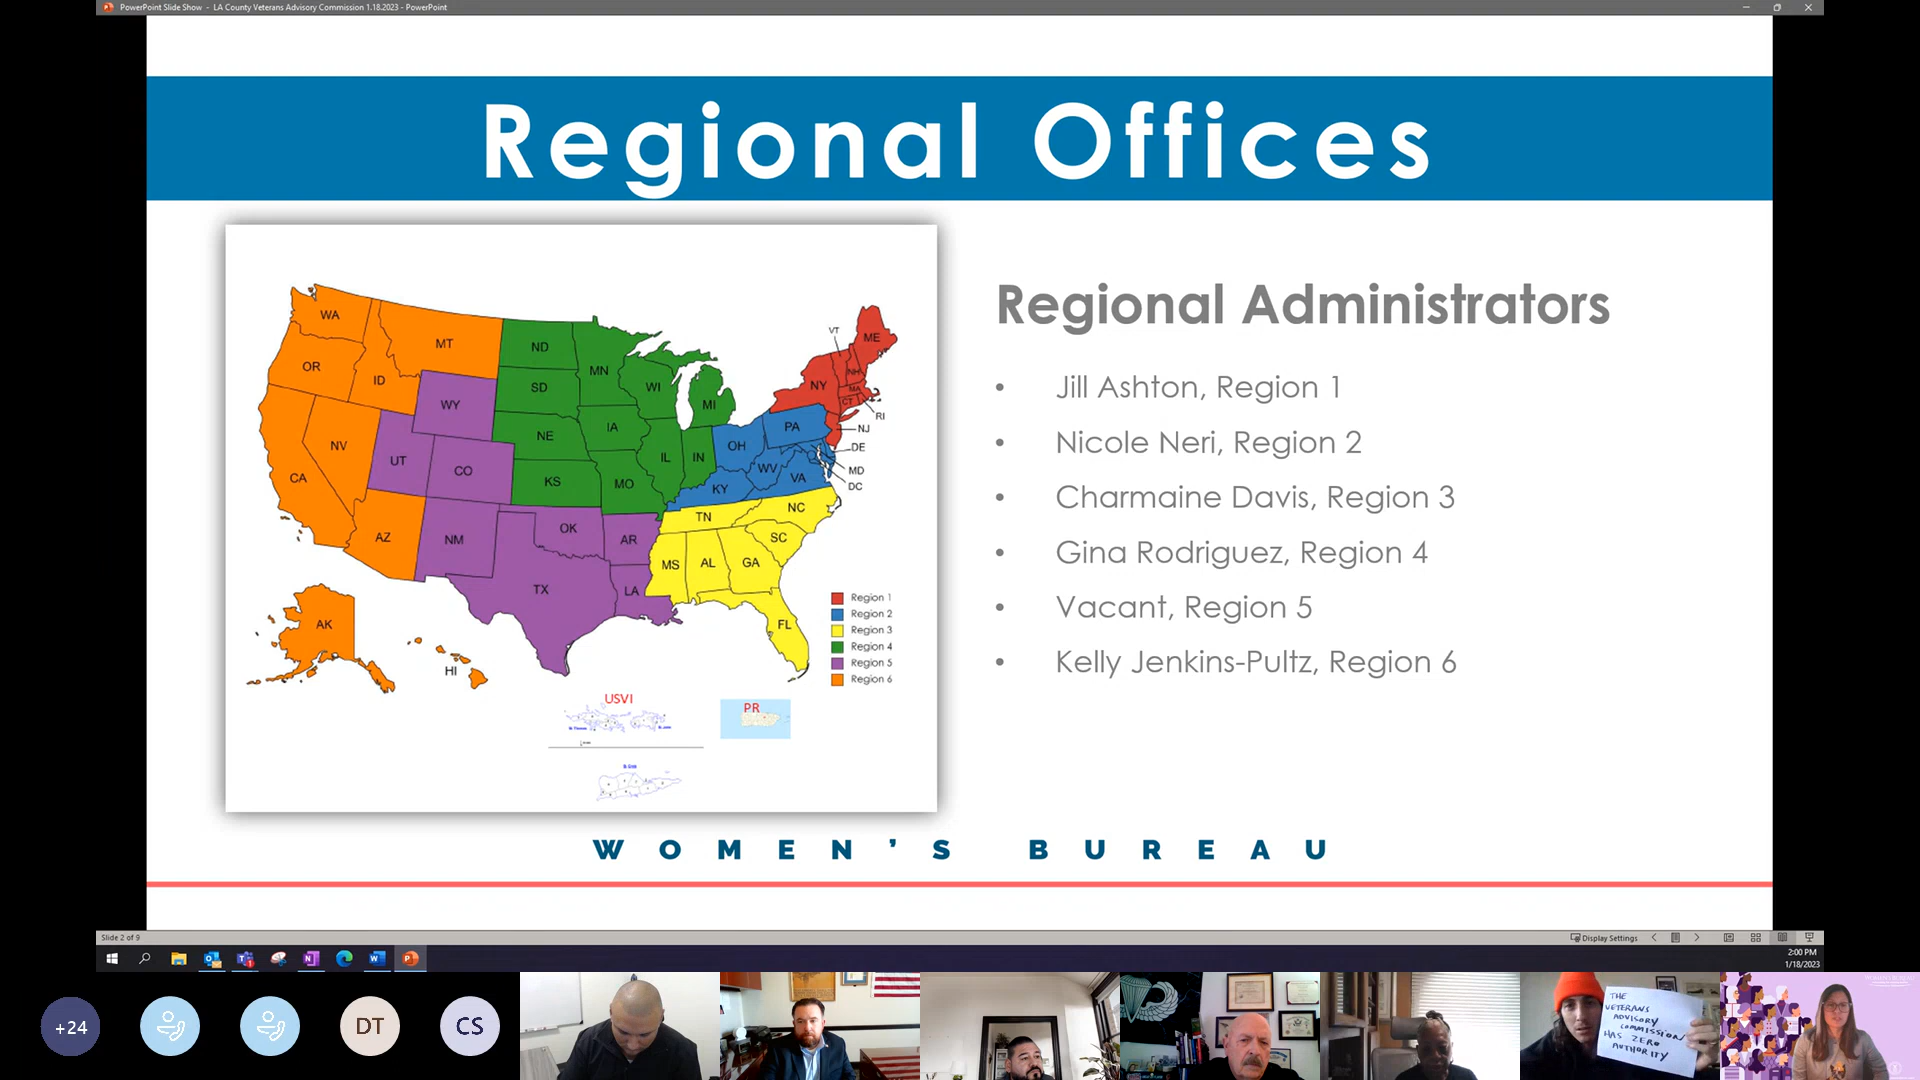 PowerPoint Slide Show - LA County Veterans Advisory Commission 1.18.2023 - PowerPoint
Regional Offices
WA
MT
ND
MN
VT
ME
OR
ID
SD
WI
MI
NY
NH
MA
CT
RI
WY
NE
IA
PA
NJ
NV
UT
CO
IL
IN
OH
DE
CA
KS
MO
WV
VA
MD
KY
DC
AZ
NM
OK
AR
TN
NC
SC
MS
AL
GA
TX
LA
FL
AK
HI
Region 1
Region 2
Region 3
Region 4
Region 5
Region 6
USVI
PR
Regional Administrators
• Jill Ashton, Region 1
• Nicole Neri, Region 2
• Charmaine Davis, Region 3
• Gina Rodriguez, Region 4
• Vacant, Region 5
• Kelly Jenkins-Pultz, Region 6
WOMEN'S BUREAU
Slide 2 of 9
Display Settings
2:00 PM
1/18/2023
+24
DT
CS
THE
VETERANS
ADVISORY
COMMISSION
HAS ZERO
AUTHORITY